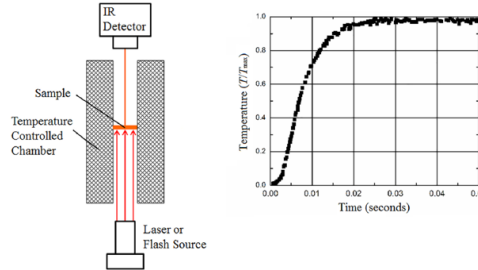 IR
Detector
Sample
Temperature
Controlled
Chamber
Laser or
Flash Source
Temperature (T/Tmax)
1.0
0.8
0.6
0.4
0.2
0.0
0.00
0.01
0.02
0.03
0.04
Time (seconds)